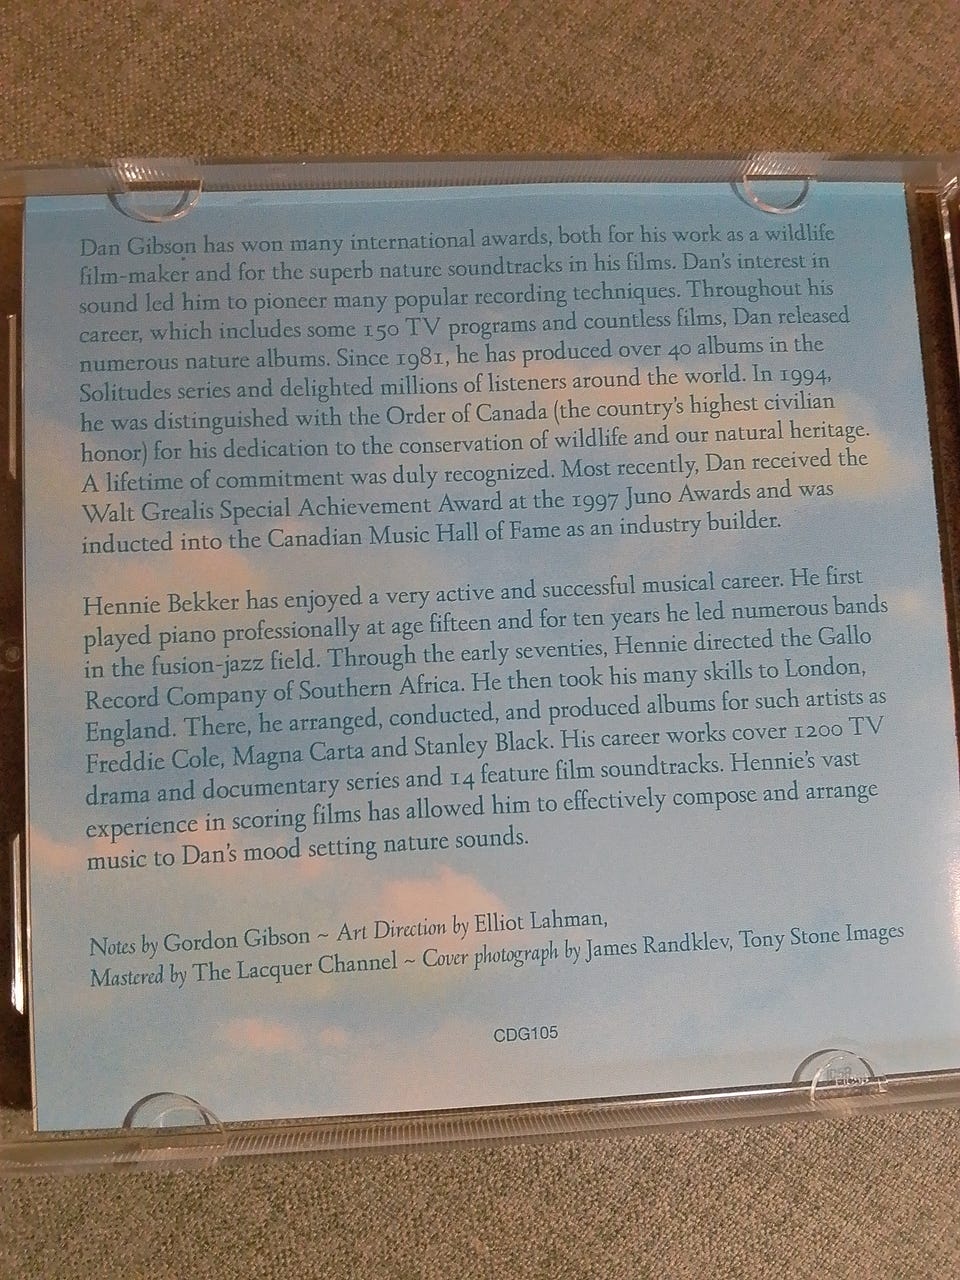 Dan Gibson has won many international awards, both for his work as a wildlife
film-maker and for the superb nature soundtracks in his films. Dan's interest in
sound led him to pioneer many popular recording techniques. Throughout his
career, which includes some 150 TV programs and countless films, Dan released
numerous nature albums. Since 1981, he has produced over 40 albums in the
Solitudes series and delighted millions of listeners around the world. In 1994,
he was distinguished with the Order of Canada (the country's highest civilian
honor) for his dedication to the conservation of wildlife and our natural heritage.
A lifetime of commitment was duly recognized. Most recently, Dan received the
Walt Grealis Special Achievement Award at the 1997 Juno Awards and was
inducted into the Canadian Music Hall of Fame as an industry builder.
Hennie Bekker has enjoyed a very active and successful musical career. He first
played piano professionally at age fifteen and for ten years he led numerous bands
in the fusion-jazz field. Through the early seventies, Hennie directed the Gallo
Record Company of Southern Africa. He then took his many skills to London,
England. There, he arranged, conducted, and produced albums for such artists as
Freddie Cole, Magna Carta and Stanley Black. His career works cover 1200 TV
drama and documentary series and 14 feature film soundtracks. Hennie's vast
experience in scoring films has allowed him to effectively compose and arrange
music to Dan's mood setting nature sounds.
Notes by Gordon Gibson ~ Art Direction by Elliot Lahman,
Mastered by The Lacquer Channel ~ Cover photograph by James Randklev, Tony Stone Images
CDG105